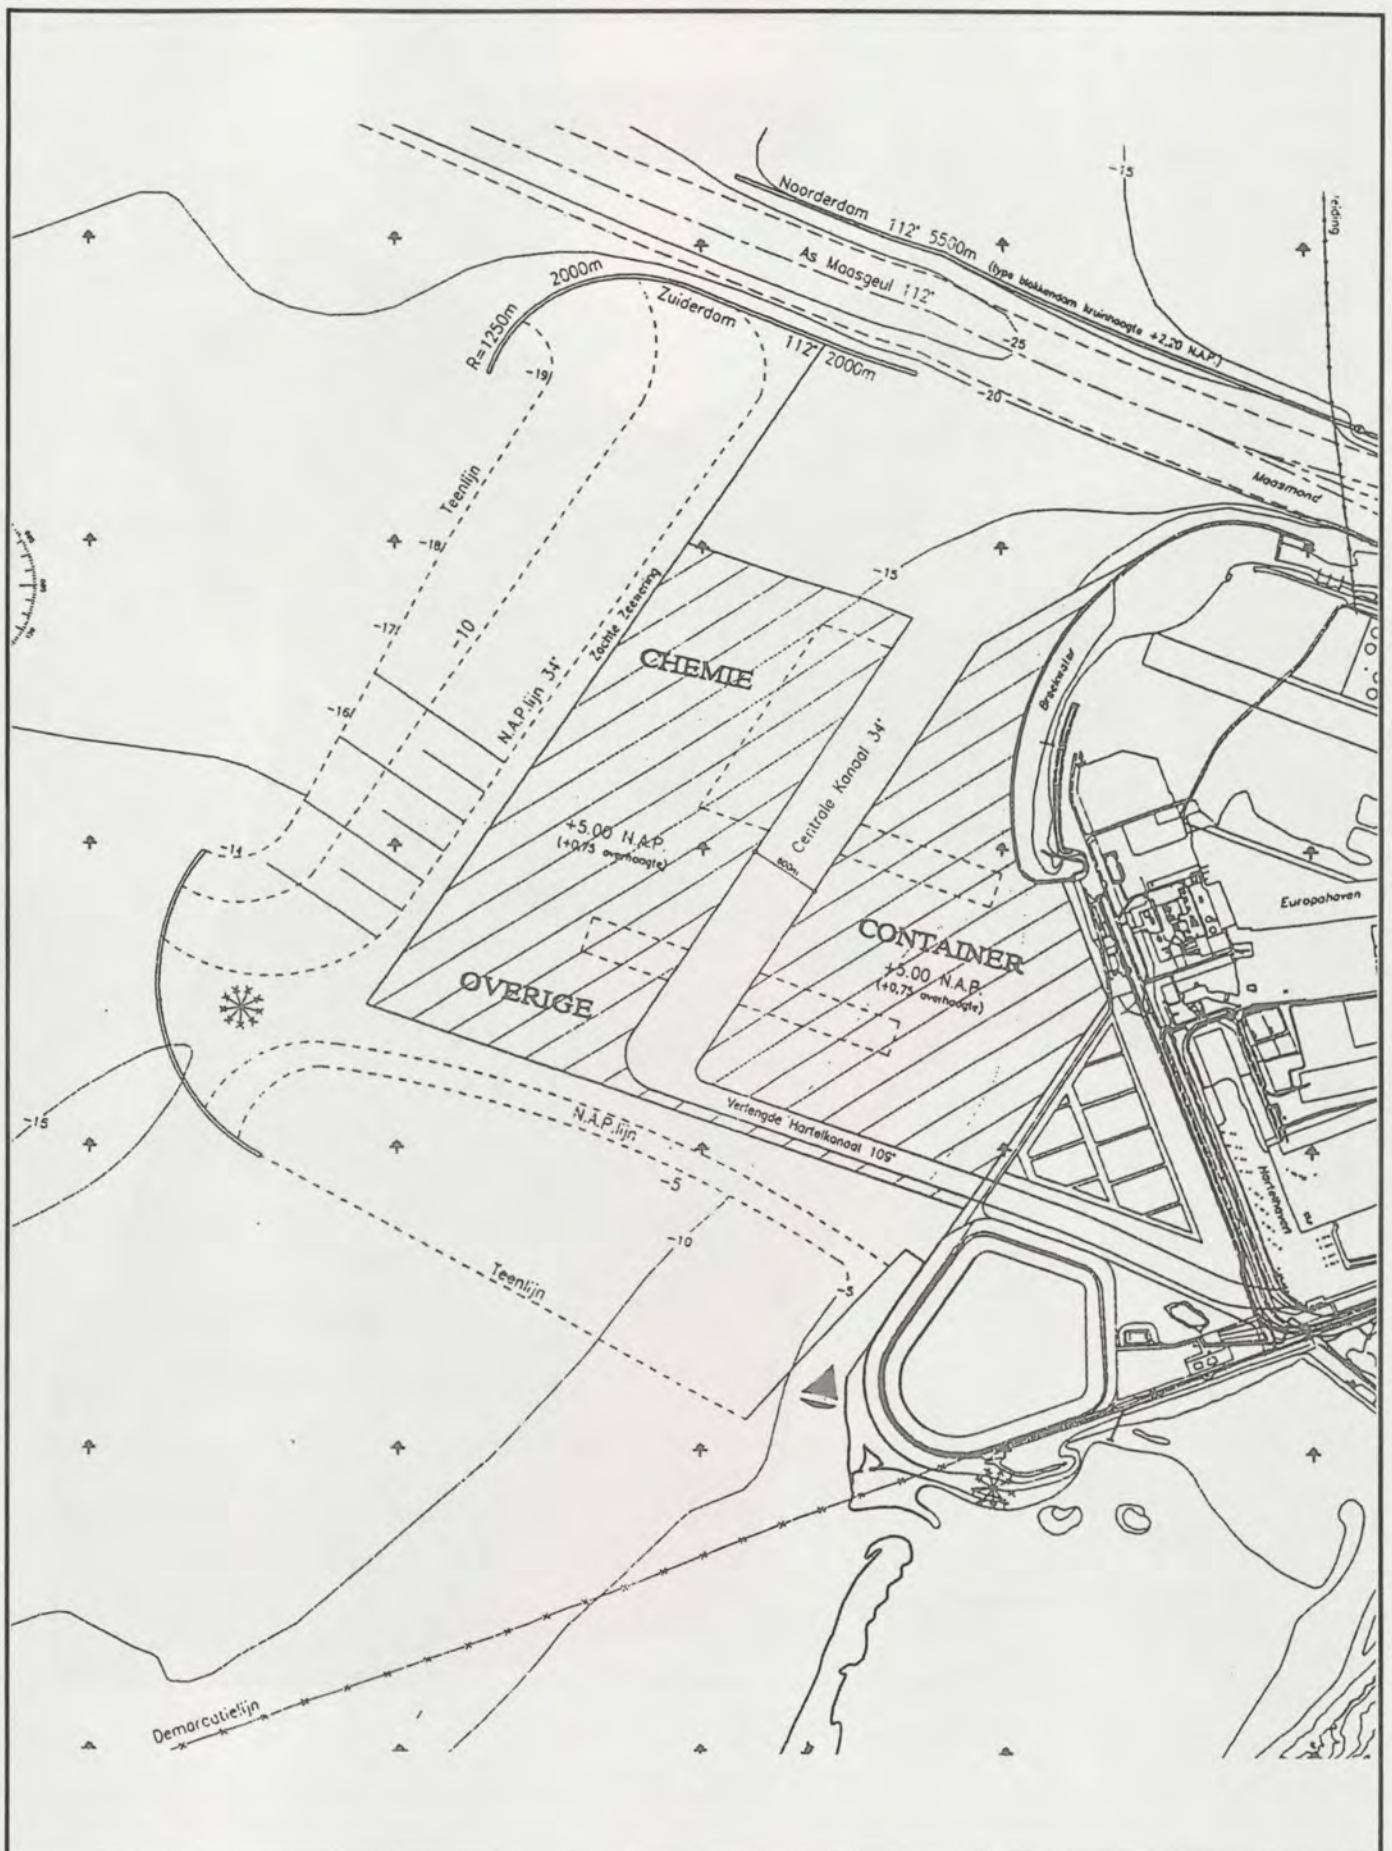 Noorderdam 112° 5500m (type blokkendam kruinhoogte +2.20 N.A.P.)
-15
leiding
As Maasgeul 112°
2000m
Zuiderdam
R=1250m
112° 2000m
-25
-19
-20
Maasmond
Teenlijn
-18
-15
-17
-10
Zachte Zeewering
N.A.P. lijn 34°
CHEMIE
Breekwater
-16
Centrale Kanaal 34°
+5.00 N.A.P.
(+0,75 overhoogte)
-14
600m
Europahaven
CONTAINER
+5.00 N.A.P.
(+0,75 overhoogte)
OVERIGE
Verlengde Hartelkanaal 109°
N.A.P. lijn
-15
-5
Hartelhaven
-10
Teenlijn
-5
Demarcatielijn